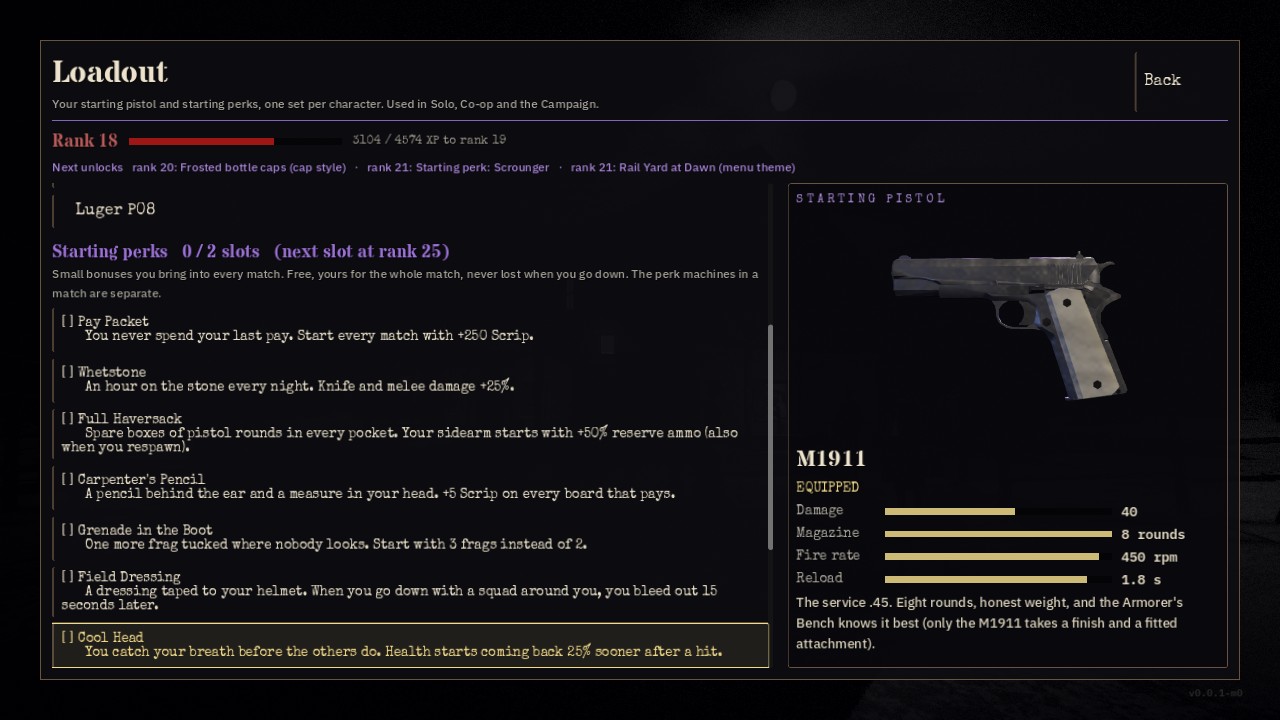 Loadout
Back
Your starting pistol and starting perks, one set per character. Used in Solo, Co-op and the Campaign.
Rank 18
3104 / 4574 XP to rank 19
Next unlocks rank 20: Frosted bottle caps (cap style) · rank 21: Starting perk: Scrounger · rank 21: Rail Yard at Dawn (menu theme)
Luger P08
Starting perks 0 / 2 slots (next slot at rank 25)
Small bonuses you bring into every match. Free, yours for the whole match, never lost when you go down. The perk machines in a
match are separate.
[ ] Pay Packet
You never spend your last pay. Start every match with +250 Scrip.
[ ] Whetstone
An hour on the stone every night. Knife and melee damage +25%.
[ ] Full Haversack
Spare boxes of pistol rounds in every pocket. Your sidearm starts with +50% reserve ammo (also
when you respawn).
[ ] Carpenter's Pencil
A pencil behind the ear and a measure in your head. +5 Scrip on every board that pays.
[ ] Grenade in the Boot
One more frag tucked where nobody looks. Start with 3 frags instead of 2.
[ ] Field Dressing
A dressing taped to your helmet. When you go down with a squad around you, you bleed out 15
seconds later.
[ ] Cool Head
You catch your breath before the others do. Health starts coming back 25% sooner after a hit.
STARTING PISTOL
M1911
EQUIPPED
Damage 40
Magazine 8 rounds
Fire rate 450 rpm
Reload 1.8 s
The service .45. Eight rounds, honest weight, and the Armorer's
Bench knows it best (only the M1911 takes a finish and a fitted
attachment).
v0.0.1-m0